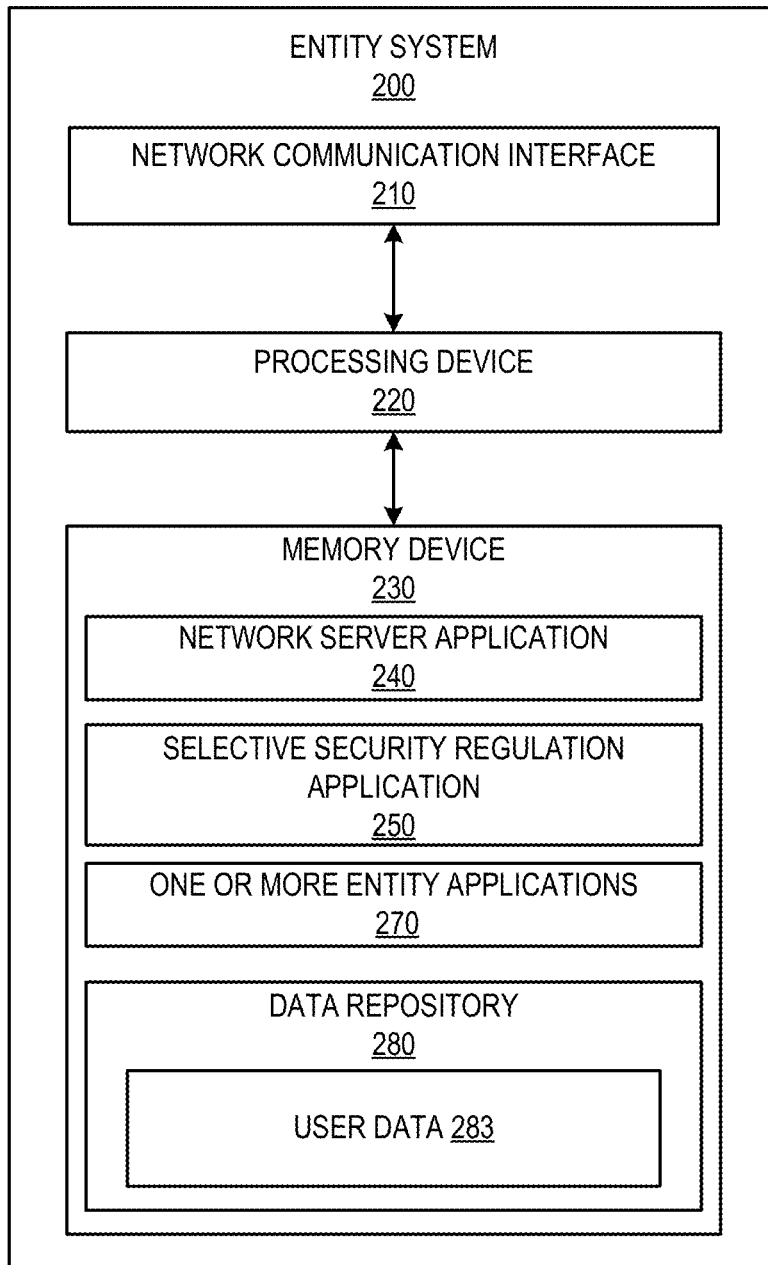 ENTITY SYSTEM
200
NETWORK COMMUNICATION INTERFACE
210
PROCESSING DEVICE
220
MEMORY DEVICE
230
NETWORK SERVER APPLICATION
240
SELECTIVE SECURITY REGULATION
APPLICATION
250
ONE OR MORE ENTITY APPLICATIONS
270
DATA REPOSITORY
280
USER DATA 283